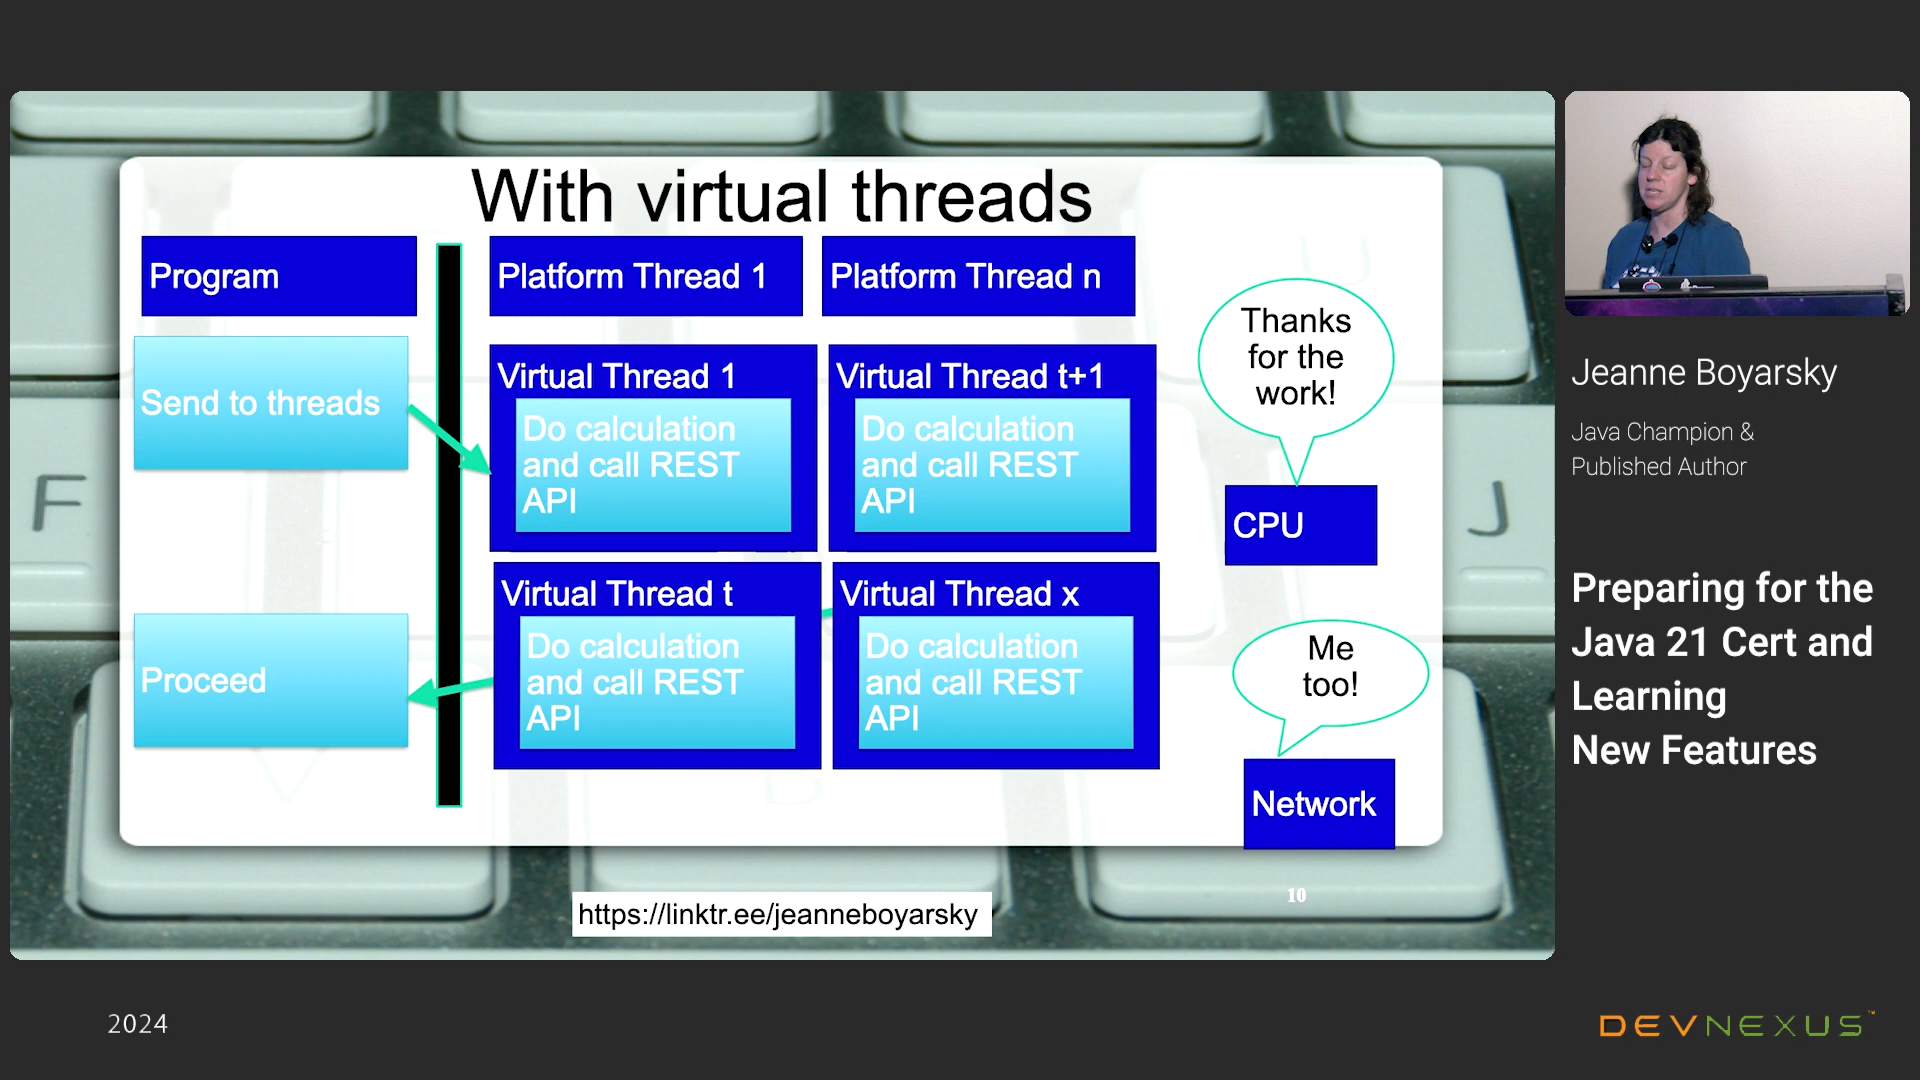 With virtual threads
Program
Platform Thread 1
Platform Thread n
Send to threads
Virtual Thread 1
Do calculation
and call REST
API
Virtual Thread t+1
Do calculation
and call REST
API
Thanks
for the
work!
CPU
Proceed
Virtual Thread t
Do calculation
and call REST
API
Virtual Thread x
Do calculation
and call REST
API
Me
too!
Network
F
J
10
https://linktr.ee/jeanneboyarsky
Jeanne Boyarsky
Java Champion &
Published Author
Preparing for the
Java 21 Cert and
Learning
New Features
2024
DEVNEXUS™